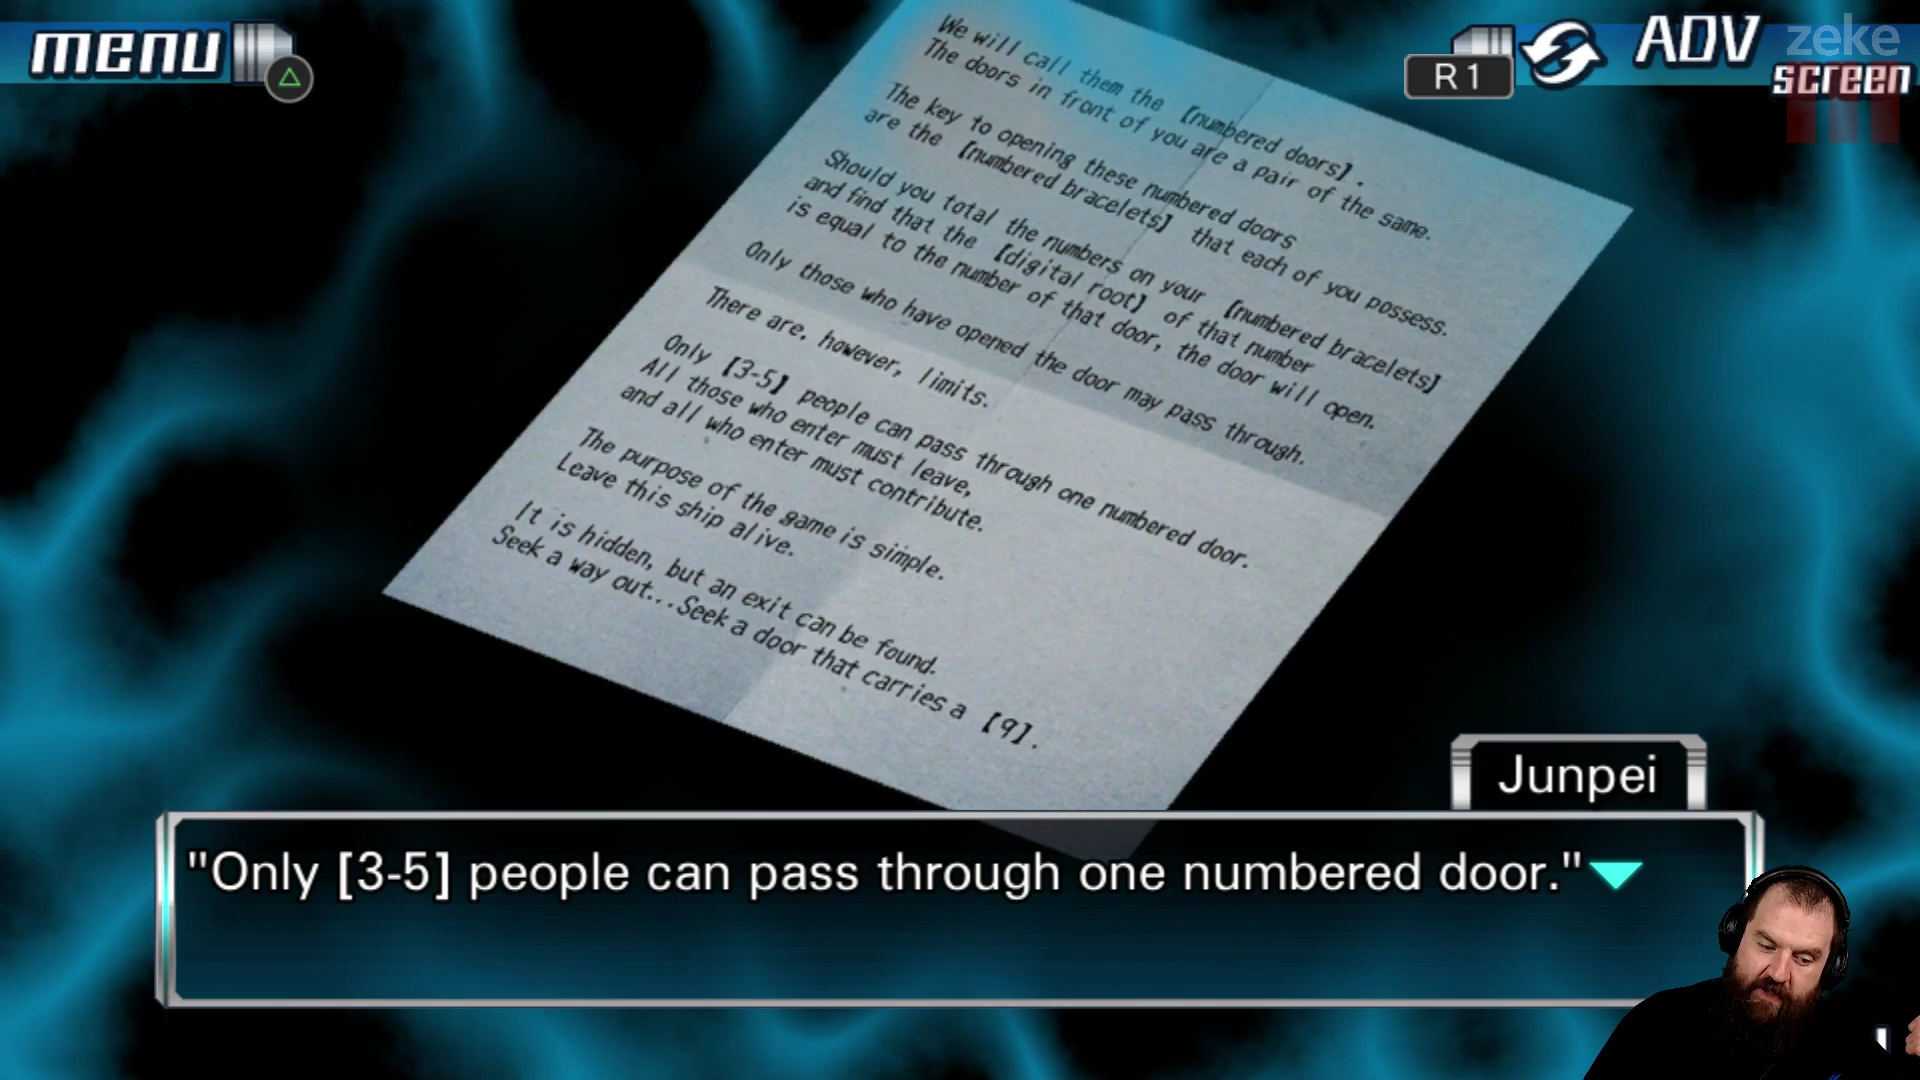 menu
R1
ADV
screen
zeke
We will call them the [numbered doors].
The doors in front of you are a pair of the same.
The key to opening these numbered doors
are the [numbered bracelets] that each of you possess.
Should you total the numbers on your [numbered bracelets]
and find that the [digital root] of that number
is equal to the number of that door, the door will open.
Only those who have opened the door may pass through.
There are, however, limits.
Only [3-5] people can pass through one numbered door.
All those who enter must leave,
and all who enter must contribute.
The purpose of the game is simple.
Leave this ship alive.
It is hidden, but an exit can be found.
Seek a way out...Seek a door that carries a [9].
Junpei
"Only [3-5] people can pass through one numbered door."